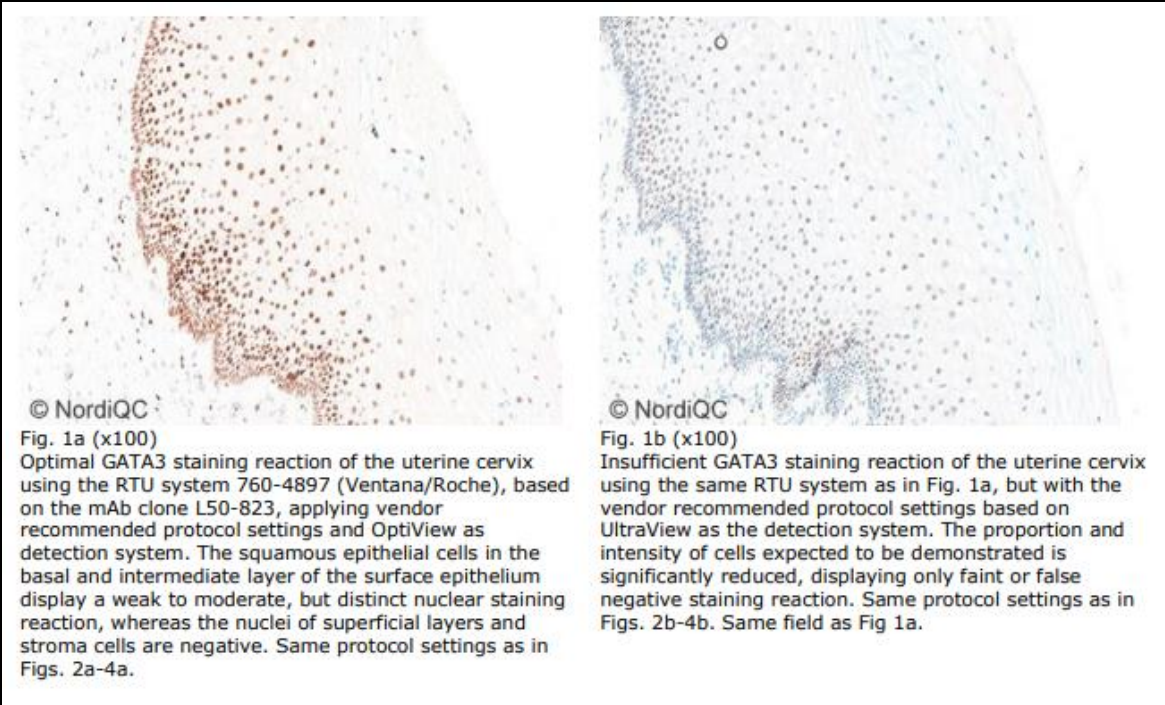 © NordiQC
Fig. 1a (x100)
Optimal GATA3 staining reaction of the uterine cervix
using the RTU system 760-4897 (Ventana/Roche), based
on the mAb clone L50-823, applying vendor
recommended protocol settings and OptiView as
detection system. The squamous epithelial cells in the
basal and intermediate layer of the surface epithelium
display a weak to moderate, but distinct nuclear staining
reaction, whereas the nuclei of superficial layers and
stroma cells are negative. Same protocol settings as in
Figs. 2a-4a.
© NordiQC
Fig. 1b (x100)
Insufficient GATA3 staining reaction of the uterine cervix
using the same RTU system as in Fig. 1a, but with the
vendor recommended protocol settings based on
UltraView as the detection system. The proportion and
intensity of cells expected to be demonstrated is
significantly reduced, displaying only faint or false
negative staining reaction. Same protocol settings as in
Figs. 2b-4b. Same field as Fig 1a.